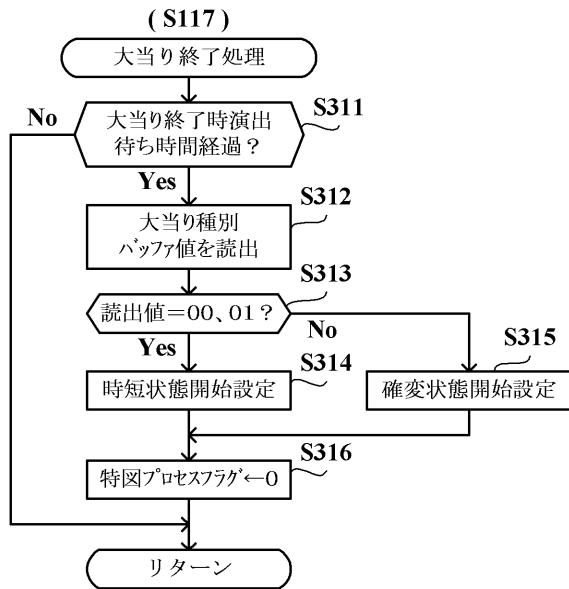 (S117)
大当り終了処理
No
大当り終了時演出
待ち時間経過？
S311
Yes
S312
大当り種別
ﾊﾞｯﾌｧ値を読出
S313
読出値＝00、01？
No
Yes
S314
S315
時短状態開始設定
確変状態開始設定
S316
特図ﾌﾟﾛｾｽﾌﾗｸﾞ←0
リターン